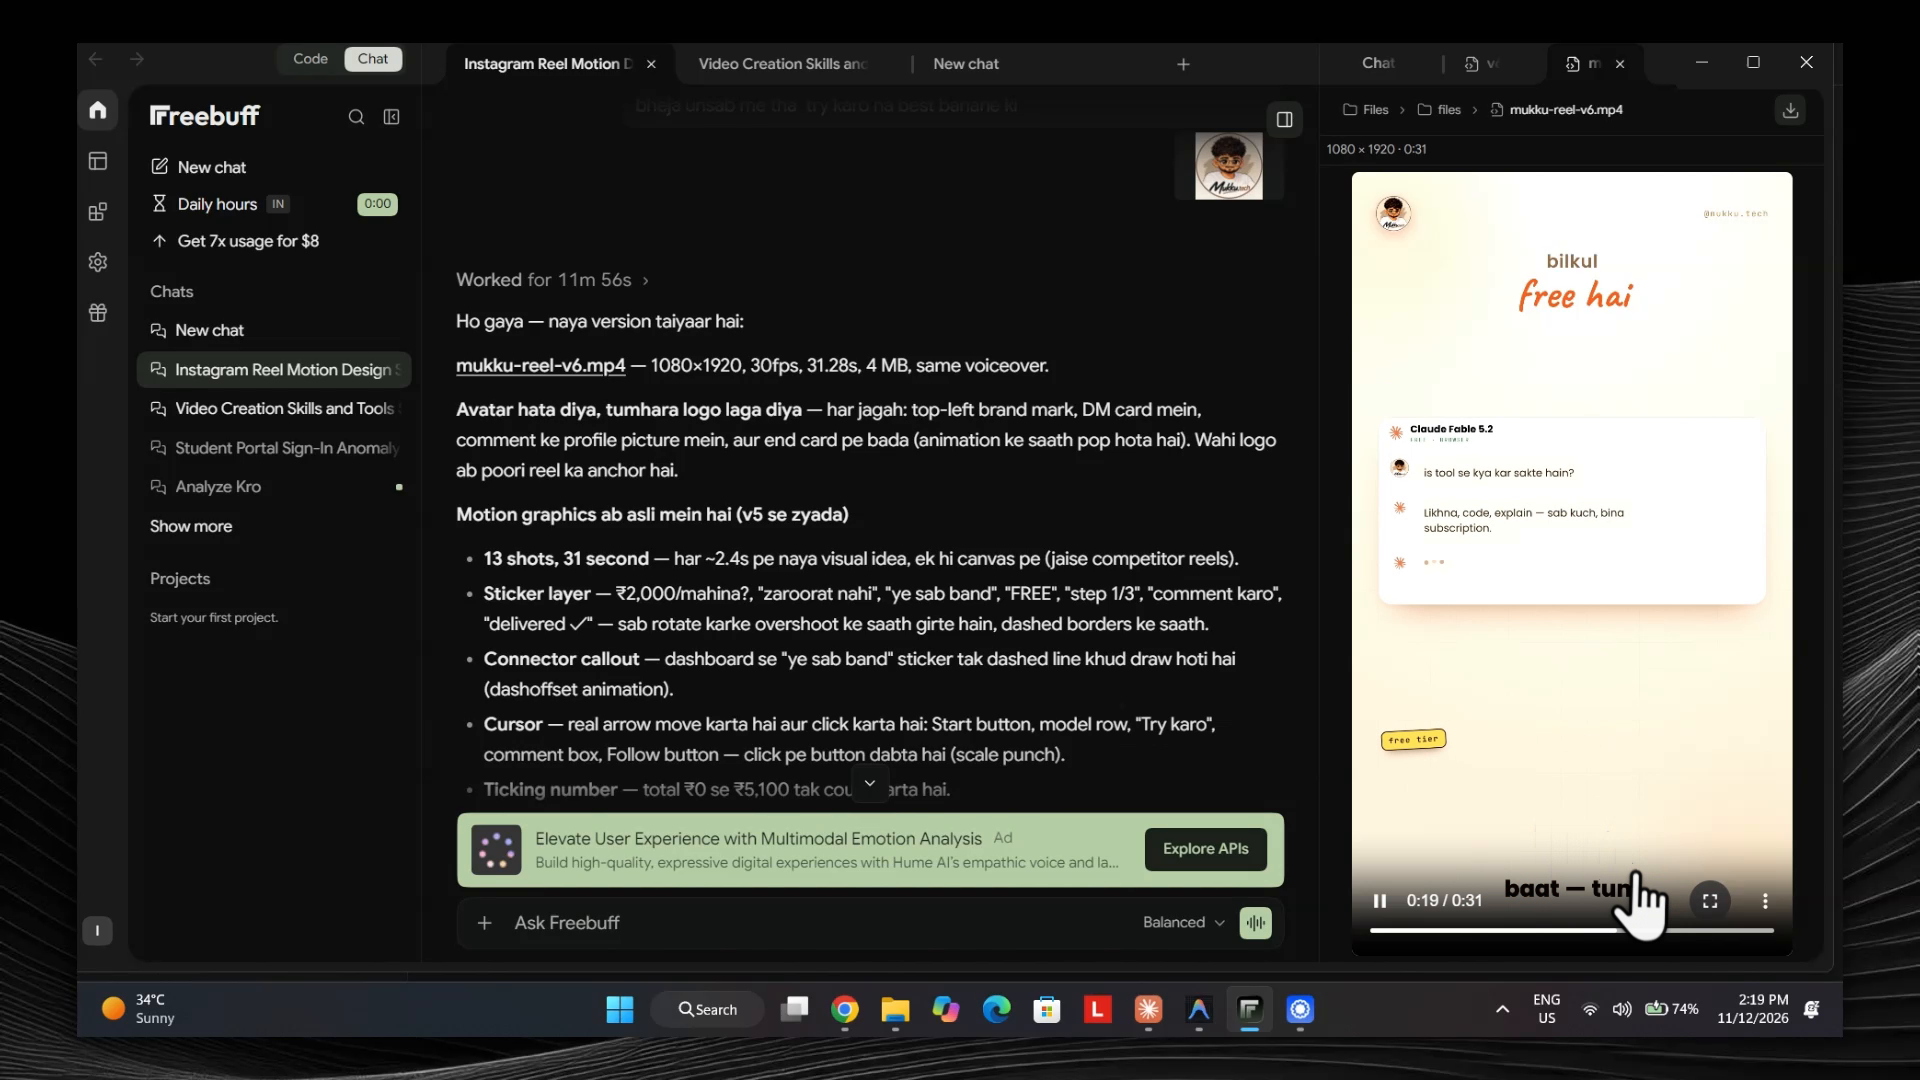 Code
Chat
Instagram Reel Motion D
Video Creation Skills and
New chat
Chat
Freebuff
New chat
Daily hours IN 0:00
Get 7x usage for $8
Chats
New chat
Instagram Reel Motion Design S
Video Creation Skills and Tools
Student Portal Sign-In Anomaly
Analyze Kro
Show more
Projects
Start your first project.
I
bheja unsab me tha try karo na best banane ki
Mukku.tech
Worked for 11m 56s
Ho gaya — naya version taiyaar hai:
mukku-reel-v6.mp4 — 1080×1920, 30fps, 31.28s, 4 MB, same voiceover.
Avatar hata diya, tumhara logo laga diya — har jagah: top-left brand mark, DM card mein,
comment ke profile picture mein, aur end card pe bada (animation ke saath pop hota hai). Wahi logo
ab poori reel ka anchor hai.
Motion graphics ab asli mein hai (v5 se zyada)
• 13 shots, 31 second — har ~2.4s pe naya visual idea, ek hi canvas pe (jaise competitor reels).
• Sticker layer — ₹2,000/mahina?, "zaroorat nahi", "ye sab band", "FREE", "step 1/3", "comment karo",
"delivered ✓" — sab rotate karke overshoot ke saath girte hain, dashed borders ke saath.
• Connector callout — dashboard se "ye sab band" sticker tak dashed line khud draw hoti hai
(dashoffset animation).
• Cursor — real arrow move karta hai aur click karta hai: Start button, model row, "Try karo",
comment box, Follow button — click pe button dabta hai (scale punch).
• Ticking number — total ₹0 se ₹5,100 tak cou arta hai.
Elevate User Experience with Multimodal Emotion Analysis Ad
Build high-quality, expressive digital experiences with Hume AI's empathic voice and la...
Explore APIs
Ask Freebuff
Balanced
Files > files > mukku-reel-v6.mp4
1080 × 1920 · 0:31
@mukku.tech
bilkul
free hai
Claude Fable 5.2
is tool se kya kar sakte hain?
Likhna, code, explain — sab kuch, bina
subscription.
free tier
baat — tum
0:19 / 0:31
34°C
Sunny
Search
ENG
US
74%
2:19 PM
11/12/2026